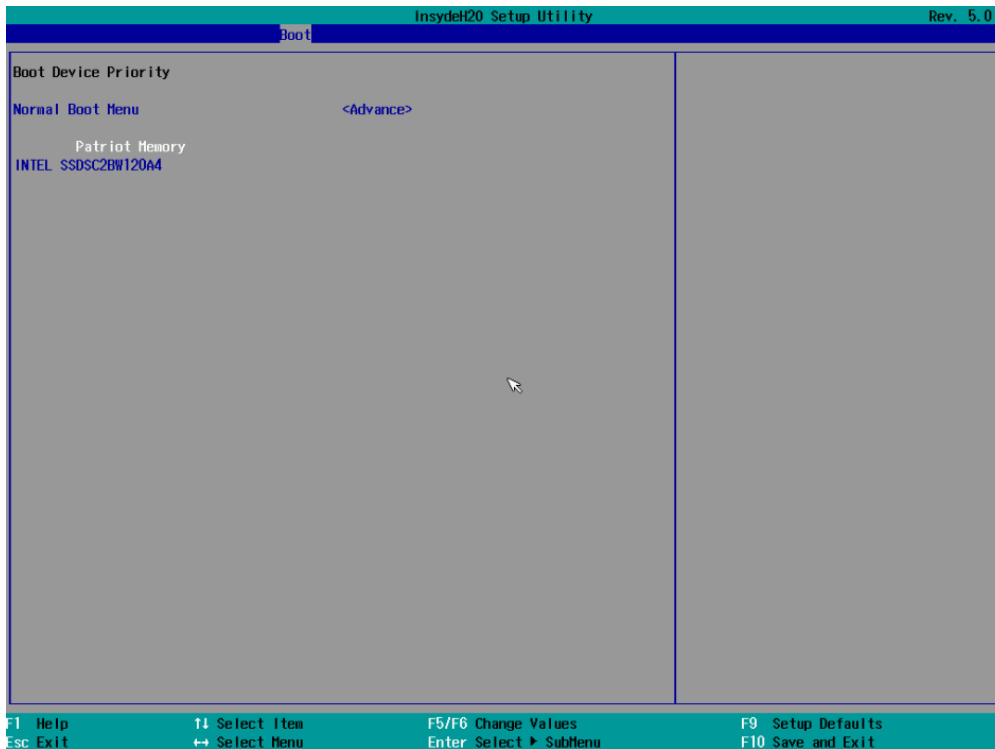 InsydeH20 Setup Utility Rev. 5.0
Boot
Boot Device Priority
Normal Boot Menu <Advance>
Patriot Memory
INTEL SSDSC2BW120A4
F1 Help ↑↓ Select Item F5/F6 Change Values F9 Setup Defaults
Esc Exit ↔ Select Menu Enter Select ▶ SubMenu F10 Save and Exit